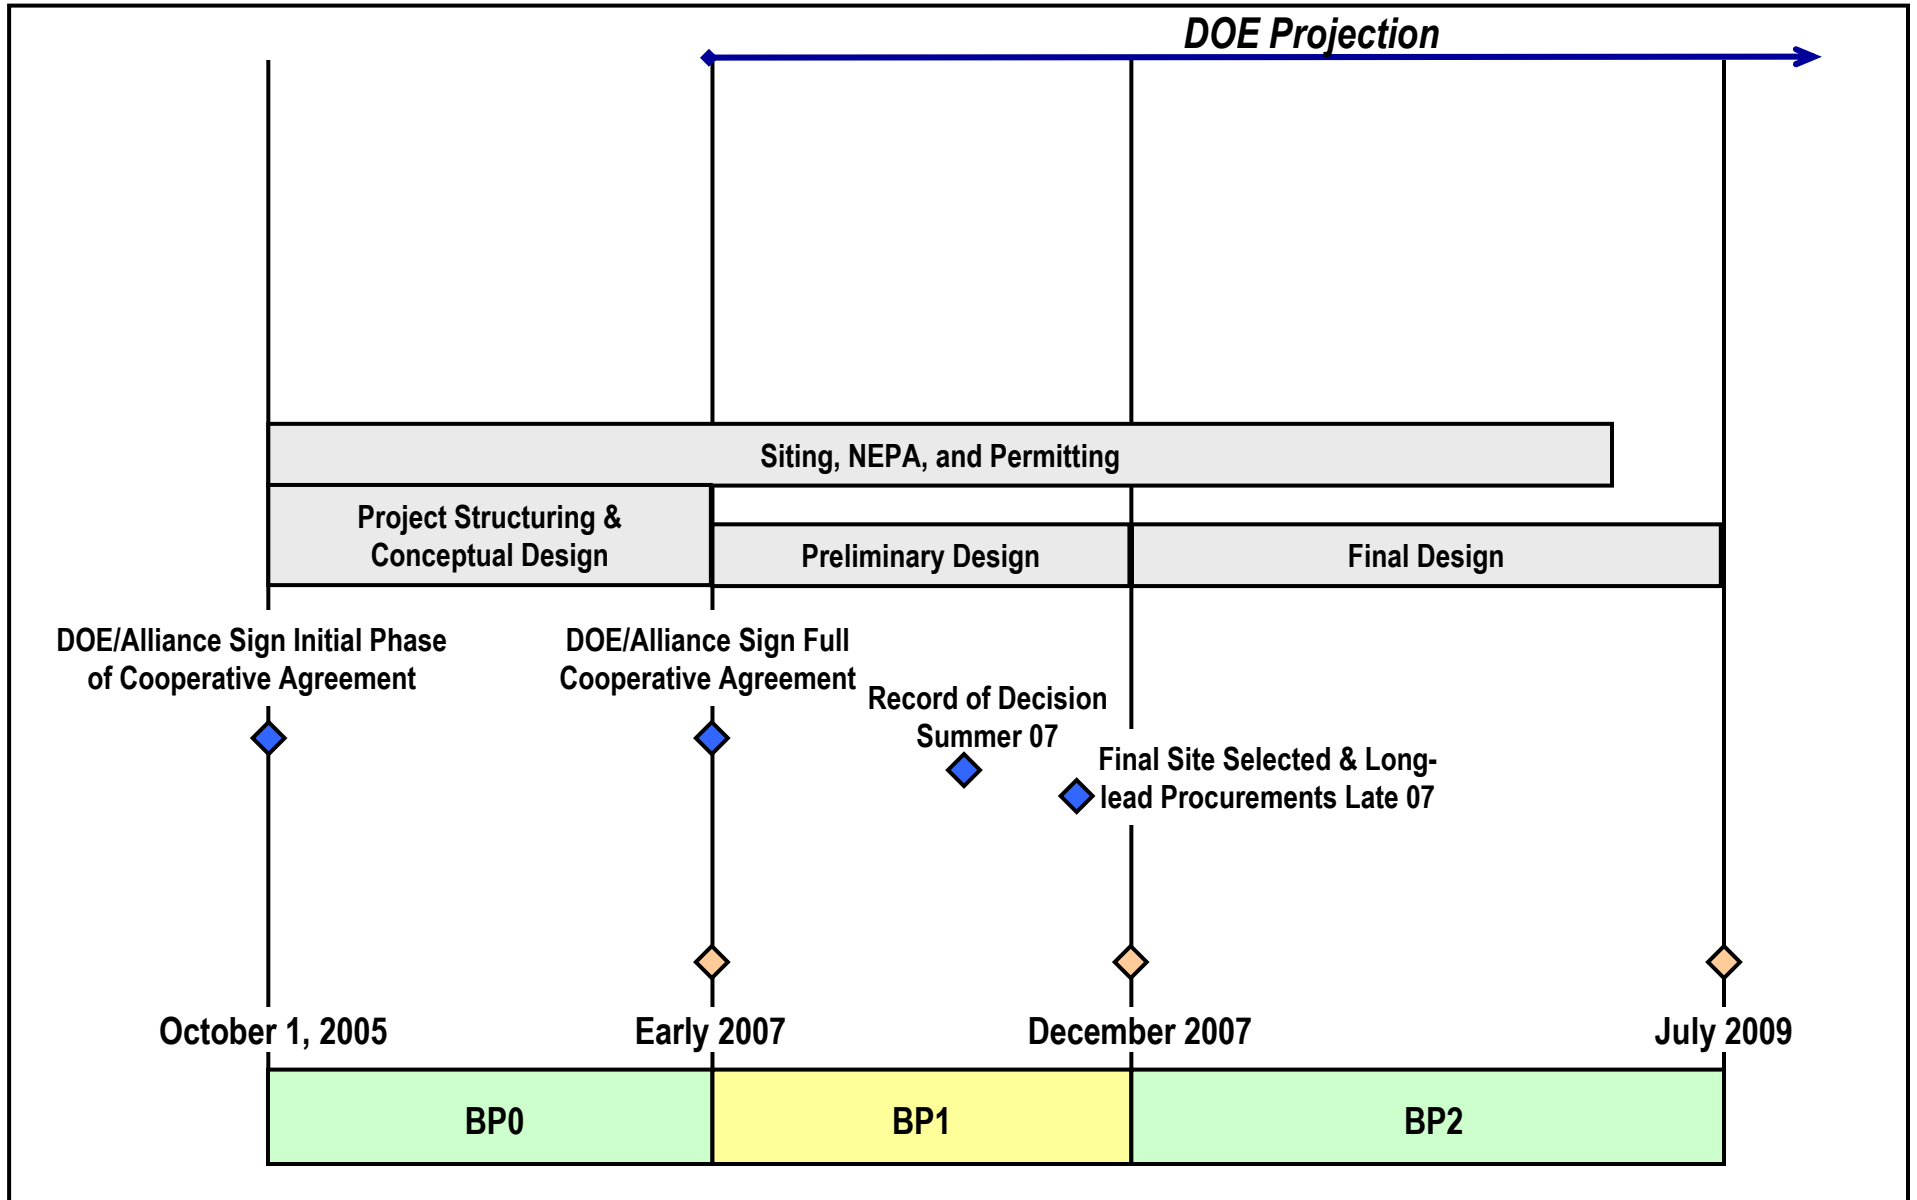 DOE Projection
Siting, NEPA, and Permitting
Project Structuring &
Conceptual Design
Preliminary Design
Final Design
DOE/Alliance Sign Initial Phase
of Cooperative Agreement
DOE/Alliance Sign Full
Cooperative Agreement
Record of Decision
Summer 07
Final Site Selected & Long-
lead Procurements Late 07
October 1, 2005
Early 2007
December 2007
July 2009
BP0
BP1
BP2